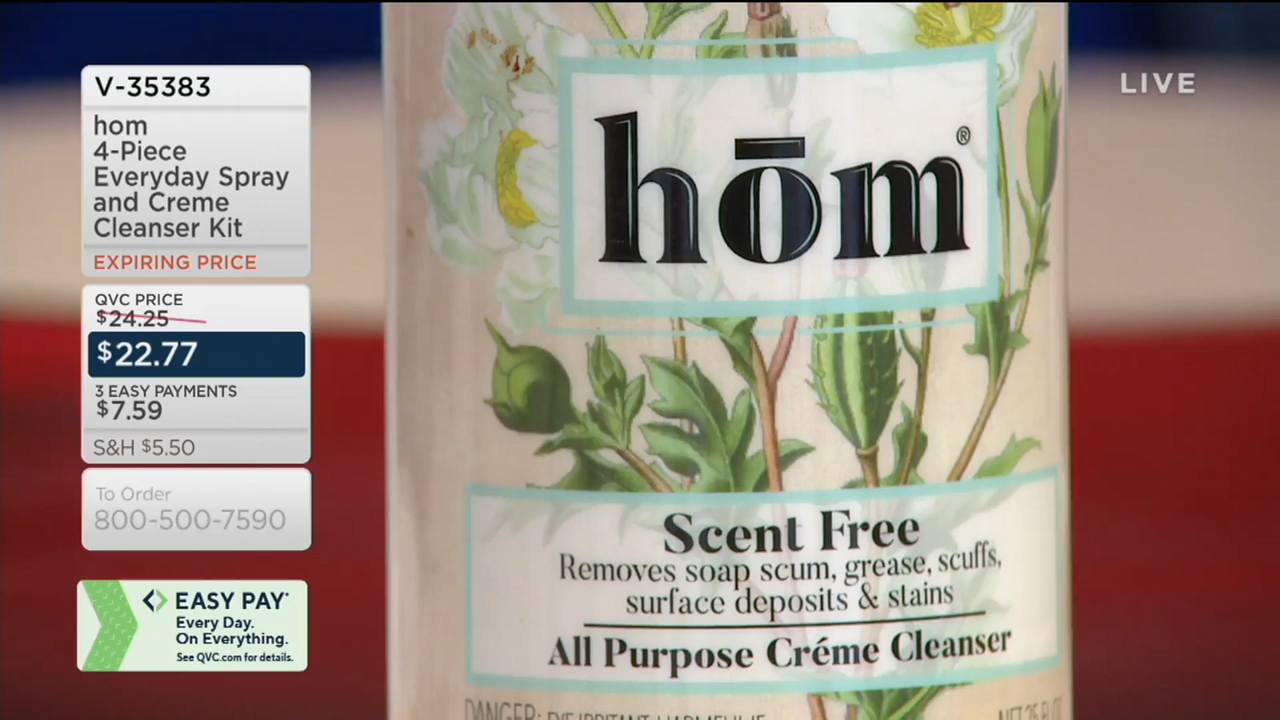 V-35383
hom
4-Piece
Everyday Spray
and Creme
Cleanser Kit
EXPIRING PRICE
QVC PRICE
$24.25
$22.77
3 EASY PAYMENTS
$7.59
S&H $5.50
To Order
800-500-7590
EASY PAY*
Every Day.
On Everything.
See QVC.com for details.
LIVE
hōm®
Scent Free
Removes soap scum, grease, scuffs,
surface deposits & stains
All Purpose Créme Cleanser
DANGER: EYE IRRITANT